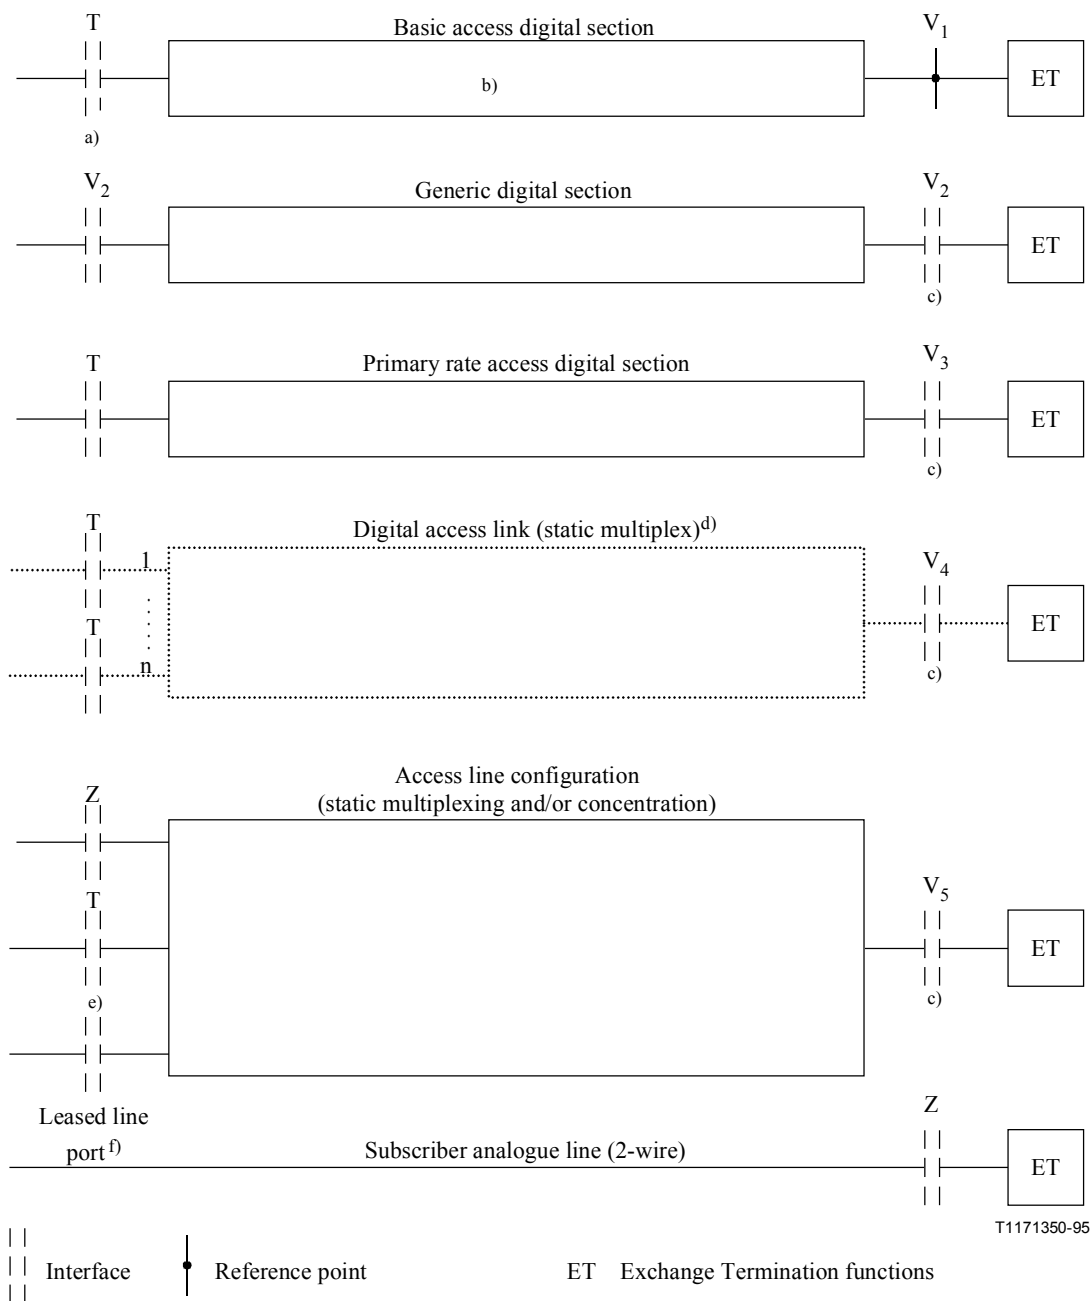 T Basic access digital section V1
b) ET
a)
V2 Generic digital section V2
ET
c)
T Primary rate access digital section V3
ET
c)
T Digital access link (static multiplex)d)
1 V4
T ET
n c)
Access line configuration
Z (static multiplexing and/or concentration)
T V5
ET
e) c)
Leased line Z
port f) Subscriber analogue line (2-wire) ET
T1171350-95
Interface Reference point ET Exchange Termination functions